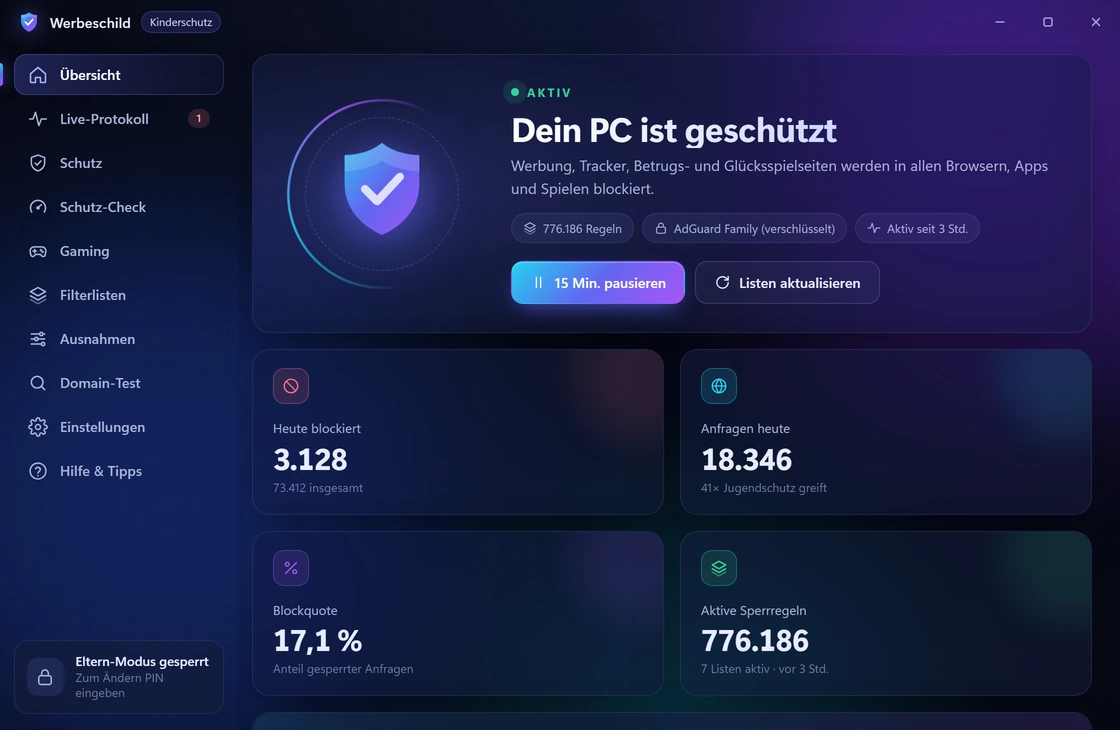 Werbeschild Kinderschutz
Übersicht
Live-Protokoll 1
Schutz
Schutz-Check
Gaming
Filterlisten
Ausnahmen
Domain-Test
Einstellungen
Hilfe & Tipps
Eltern-Modus gesperrt
Zum Ändern PIN
eingeben
AKTIV
Dein PC ist geschützt
Werbung, Tracker, Betrugs- und Glücksspielseiten werden in allen Browsern, Apps
und Spielen blockiert.
776.186 Regeln AdGuard Family (verschlüsselt) Aktiv seit 3 Std.
15 Min. pausieren Listen aktualisieren
Heute blockiert
3.128
73.412 insgesamt
Anfragen heute
18.346
41× Jugendschutz greift
Blockquote
17,1 %
Anteil gesperrter Anfragen
Aktive Sperrregeln
776.186
7 Listen aktiv · vor 3 Std.